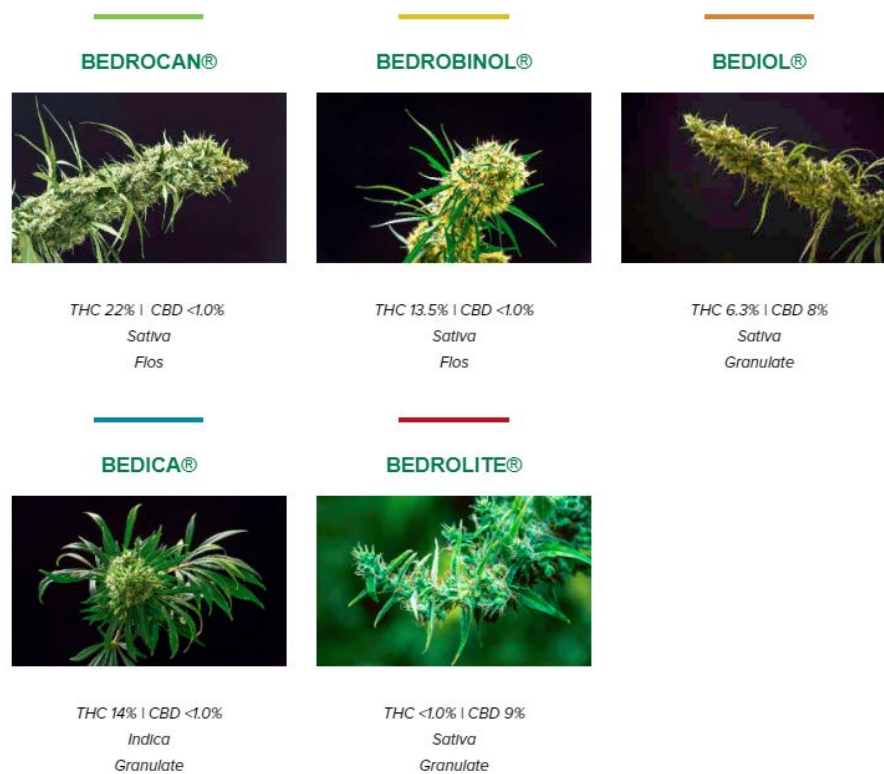 BEDROCAN®
THC 22% | CBD <1.0%
Sativa
Flos
BEDROBINOL®
THC 13.5% | CBD <1.0%
Sativa
Flos
BEDIOL®
THC 6.3% | CBD 8%
Sativa
Granulate
BEDICA®
THC 14% | CBD <1.0%
Indica
Granulate
BEDROLITE®
THC <1.0% | CBD 9%
Sativa
Granulate